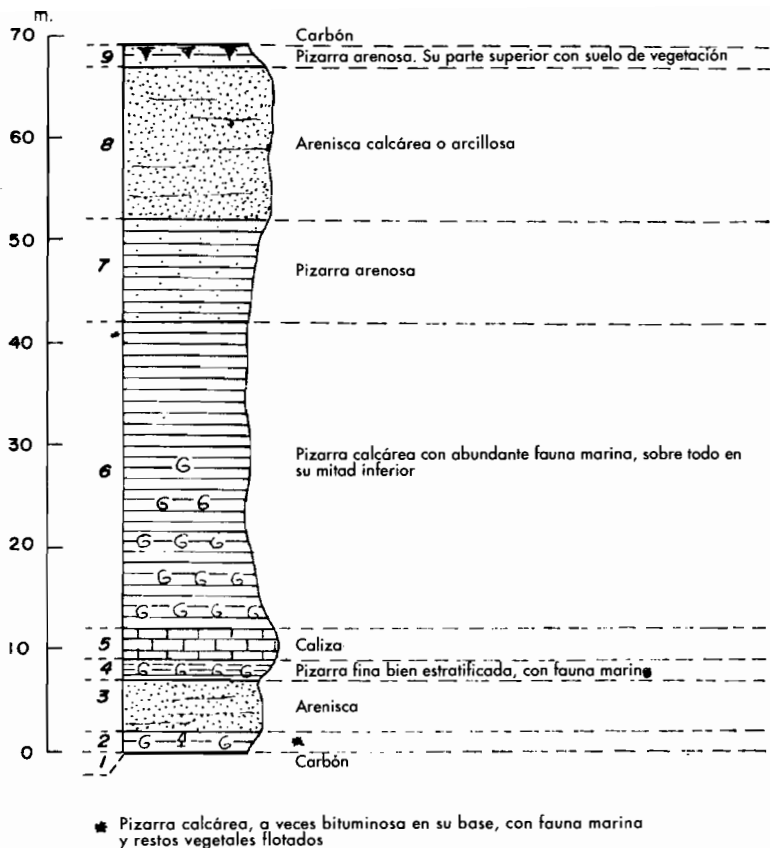 m.
70
Carbón
9
Pizarra arenosa. Su parte superior con suelo de vegetación
60
8
Arenisca calcárea o arcillosa
50
7
Pizarra arenosa
40
30
6
Pizarra calcárea con abundante fauna marina, sobre todo en
su mitad inferior
G
G G
20
G G G
G G G
G G G G
10
5
Caliza
4
G G G G
Pizarra fina bien estratificada, con fauna marina
3
Arenisca
2
G G
*
0
1
Carbón
* Pizarra calcárea, a veces bituminosa en su base, con fauna marina
y restos vegetales flotados